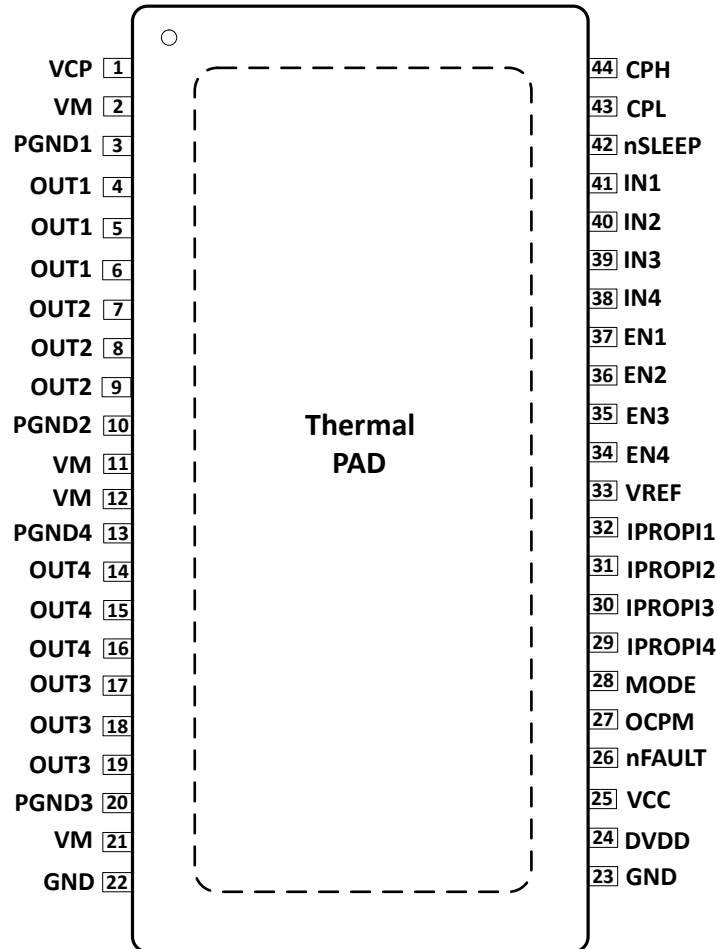 VCP 1
VM 2
PGND1 3
OUT1 4
OUT1 5
OUT1 6
OUT2 7
OUT2 8
OUT2 9
PGND2 10
VM 11
VM 12
PGND4 13
OUT4 14
OUT4 15
OUT4 16
OUT3 17
OUT3 18
OUT3 19
PGND3 20
VM 21
GND 22
Thermal
PAD
44 CPH
43 CPL
42 nSLEEP
41 IN1
40 IN2
39 IN3
38 IN4
37 EN1
36 EN2
35 EN3
34 EN4
33 VREF
32 IPROPI1
31 IPROPI2
30 IPROPI3
29 IPROPI4
28 MODE
27 OCPM
26 nFAULT
25 VCC
24 DVDD
23 GND